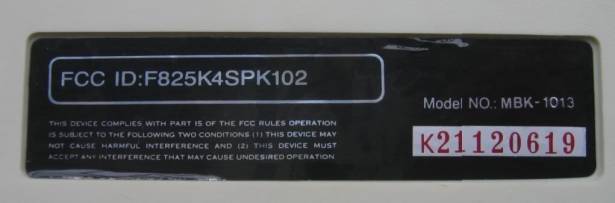 FCC ID:F825K4SPK102
Model NO.: MBK-1013
THIS DEVICE COMPLIES WITH PART 15 OF THE FCC RULES OPERATION
IS SUBJECT TO THE FOLLOWING TWO CONDITIONS (1) THIS DEVICE MAY
NOT CAUSE HARMFUL INTERFERENCE AND (2) THIS DEVICE MUST
ACCEPT ANY INTERFERENCE THAT MAY CAUSE UNDESIRED OPERATION
K21120619